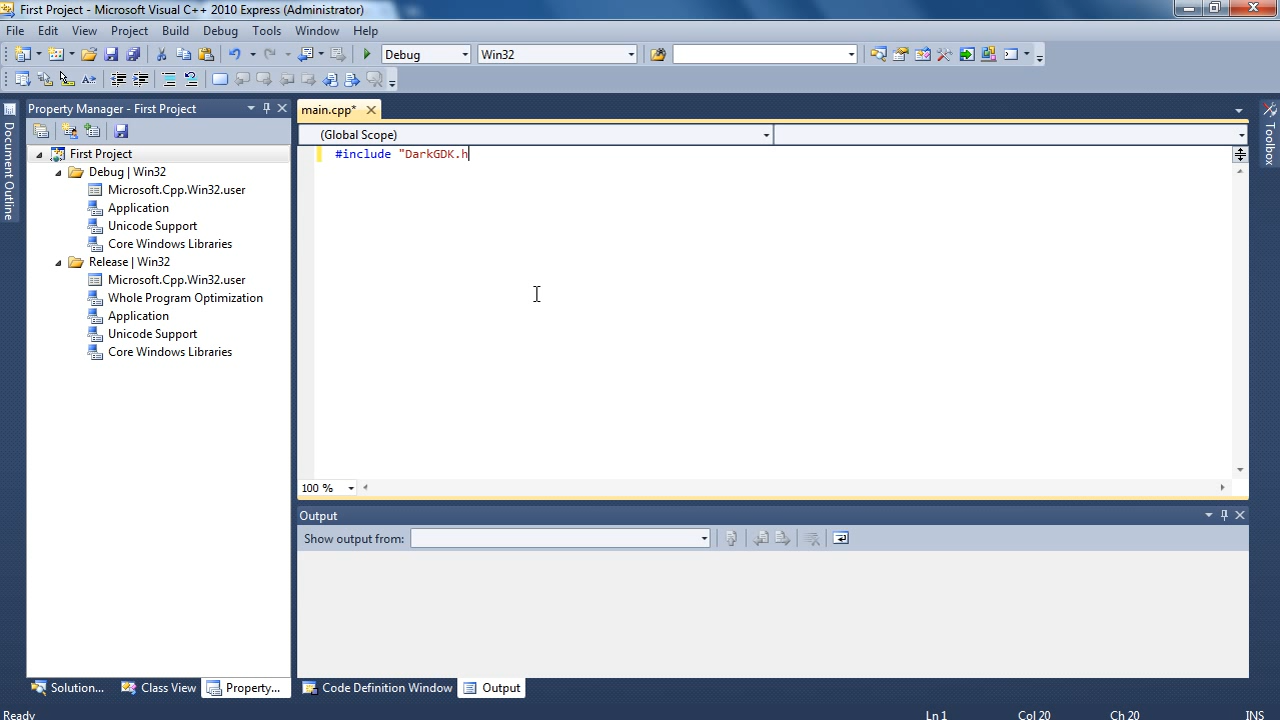 First Project - Microsoft Visual C++ 2010 Express (Administrator)
File Edit View Project Build Debug Tools Window Help
Debug Win32
Document Outline
Property Manager - First Project
First Project
Debug | Win32
Microsoft.Cpp.Win32.user
Application
Unicode Support
Core Windows Libraries
Release | Win32
Microsoft.Cpp.Win32.user
Whole Program Optimization
Application
Unicode Support
Core Windows Libraries
Solution... Class View Property...
main.cpp*
(Global Scope)
#include "DarkGDK.h
100 %
Output
Show output from:
Code Definition Window Output
Toolbox
Ready Ln 1 Col 20 Ch 20 INS